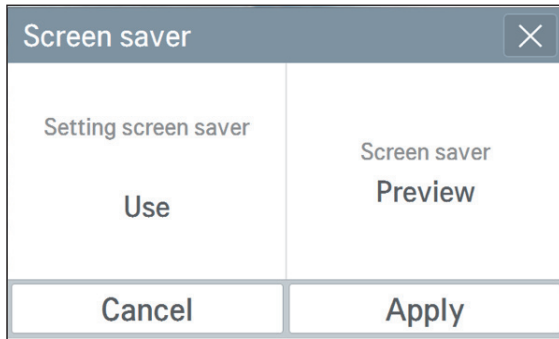 Screen saver
Setting screen saver
Use
Screen saver
Preview
Cancel
Apply